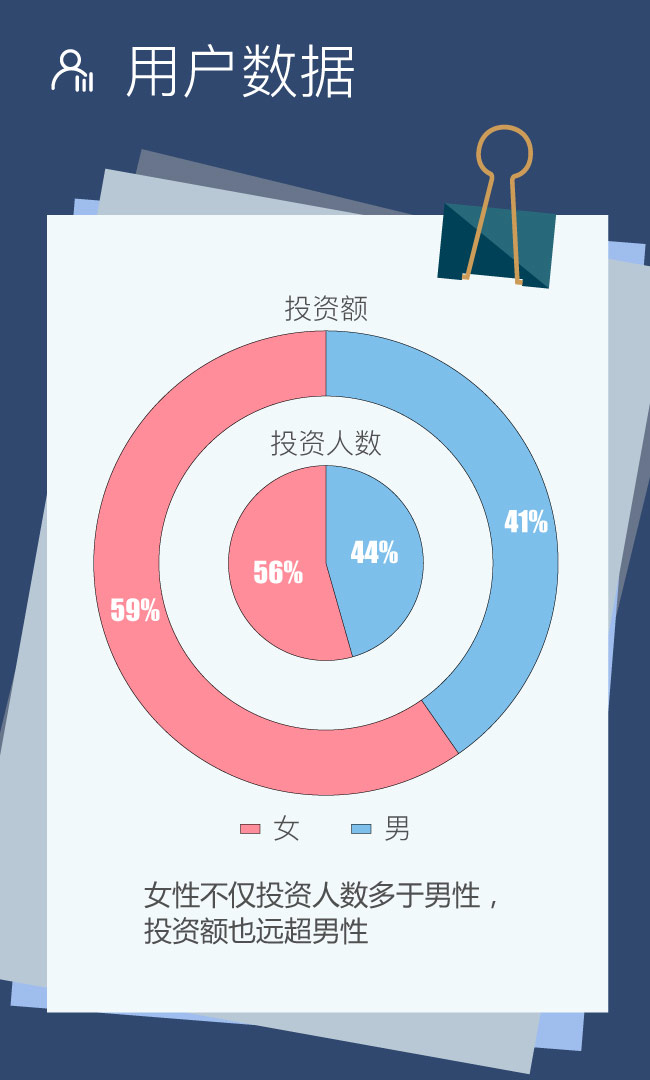 用户数据
投资额
投资人数
41%
44%
56%
59%
女 男
女性不仅投资人数多于男性，
投资额也远超男性